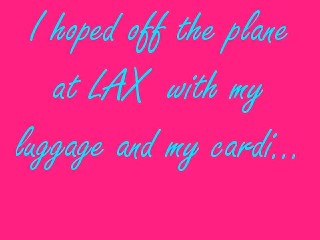 I hoped off the plane
at LAX with my
luggage and my cardi...